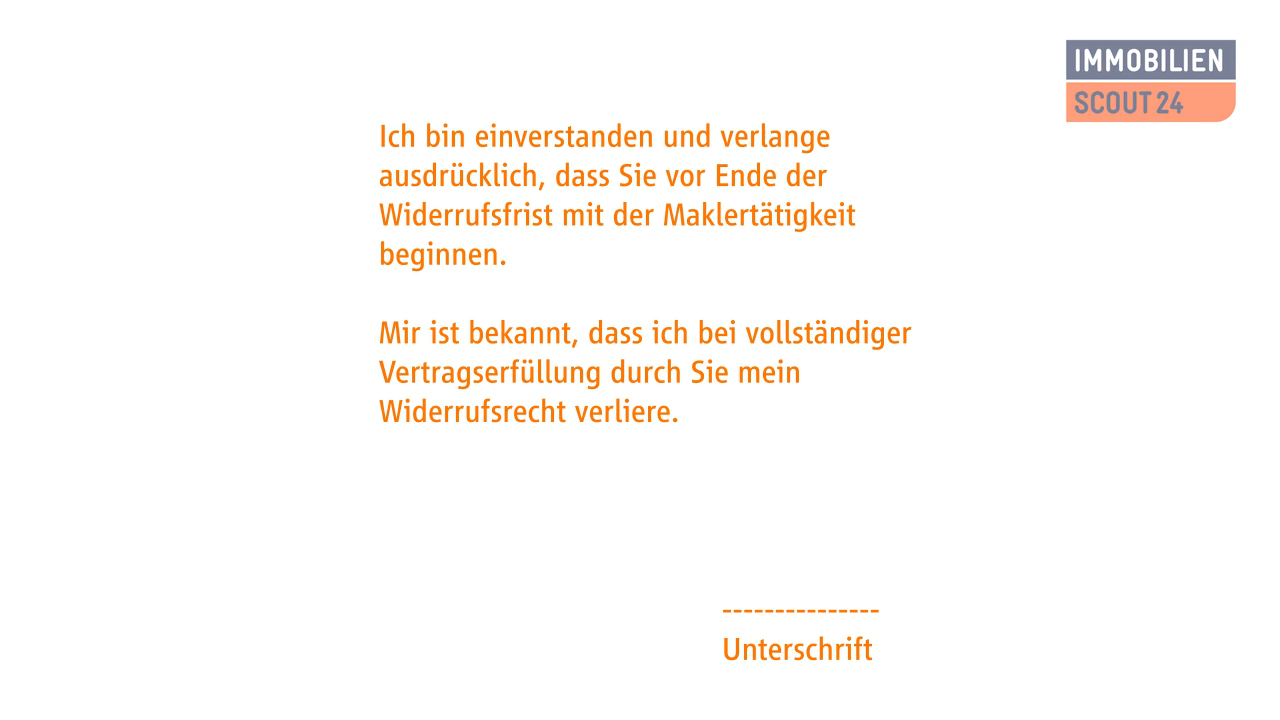 IMMOBILIEN
SCOUT 24
Ich bin einverstanden und verlange
ausdrücklich, dass Sie vor Ende der
Widerrufsfrist mit der Maklertätigkeit
beginnen.
Mir ist bekannt, dass ich bei vollständiger
Vertragserfüllung durch Sie mein
Widerrufsrecht verliere.
---------------
Unterschrift